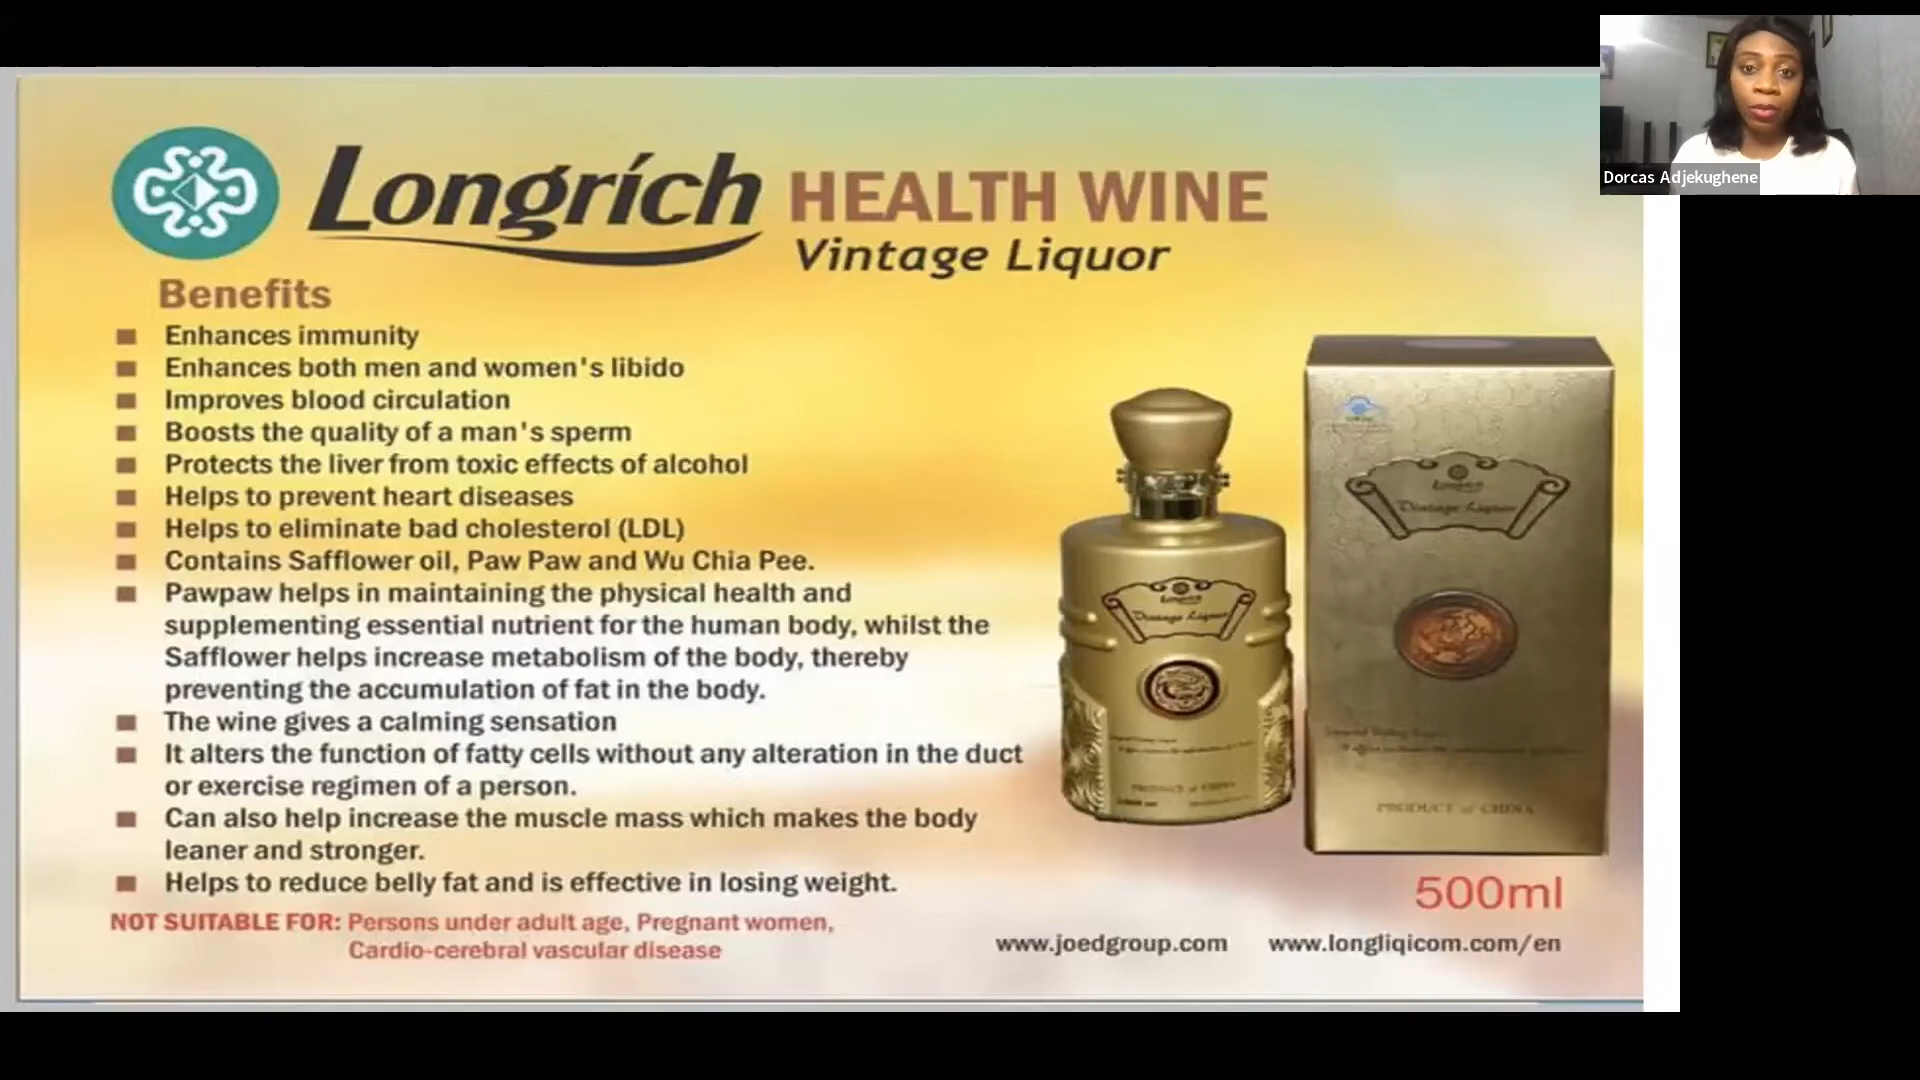 Dorcas Adjekughene
Longrích HEALTH WINE
Vintage Liquor
Benefits
Enhances immunity
Enhances both men and women's libido
Improves blood circulation
Boosts the quality of a man's sperm
Protects the liver from toxic effects of alcohol
Helps to prevent heart diseases
Helps to eliminate bad cholesterol (LDL)
Contains Safflower oil, Paw Paw and Wu Chia Pee.
Pawpaw helps in maintaining the physical health and
supplementing essential nutrient for the human body, whilst the
Safflower helps increase metabolism of the body, thereby
preventing the accumulation of fat in the body.
The wine gives a calming sensation
It alters the function of fatty cells without any alteration in the duct
or exercise regimen of a person.
Can also help increase the muscle mass which makes the body
leaner and stronger.
Helps to reduce belly fat and is effective in losing weight.
NOT SUITABLE FOR: Persons under adult age, Pregnant women,
Cardio-cerebral vascular disease
Longrich
Vintage Liquor
PRODUCT of CHINA
Longrich
Vintage Liquor
PRODUCT of CHINA
500ml
www.joedgroup.com www.longliqicom.com/en